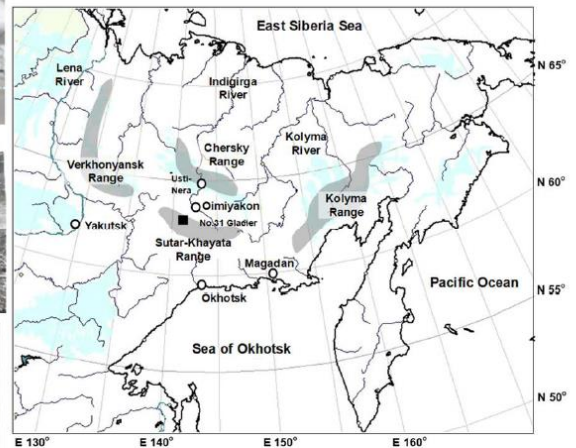 East Siberia Sea
Lena
River
Indigirga
River
N 65°
Chersky
Range
Kolyma
River
Verkhonyansk
Range
Usti-
Nera
Oimiyakon
N 60°
Kolyma
Range
No.31 Gladier
Yakutsk
Sutar-Khayata
Range
Magadan
Pacific Ocean
Okhotsk
N 55°
Sea of Okhotsk
N 50°
E 130°
E 140°
E 150°
E 160°